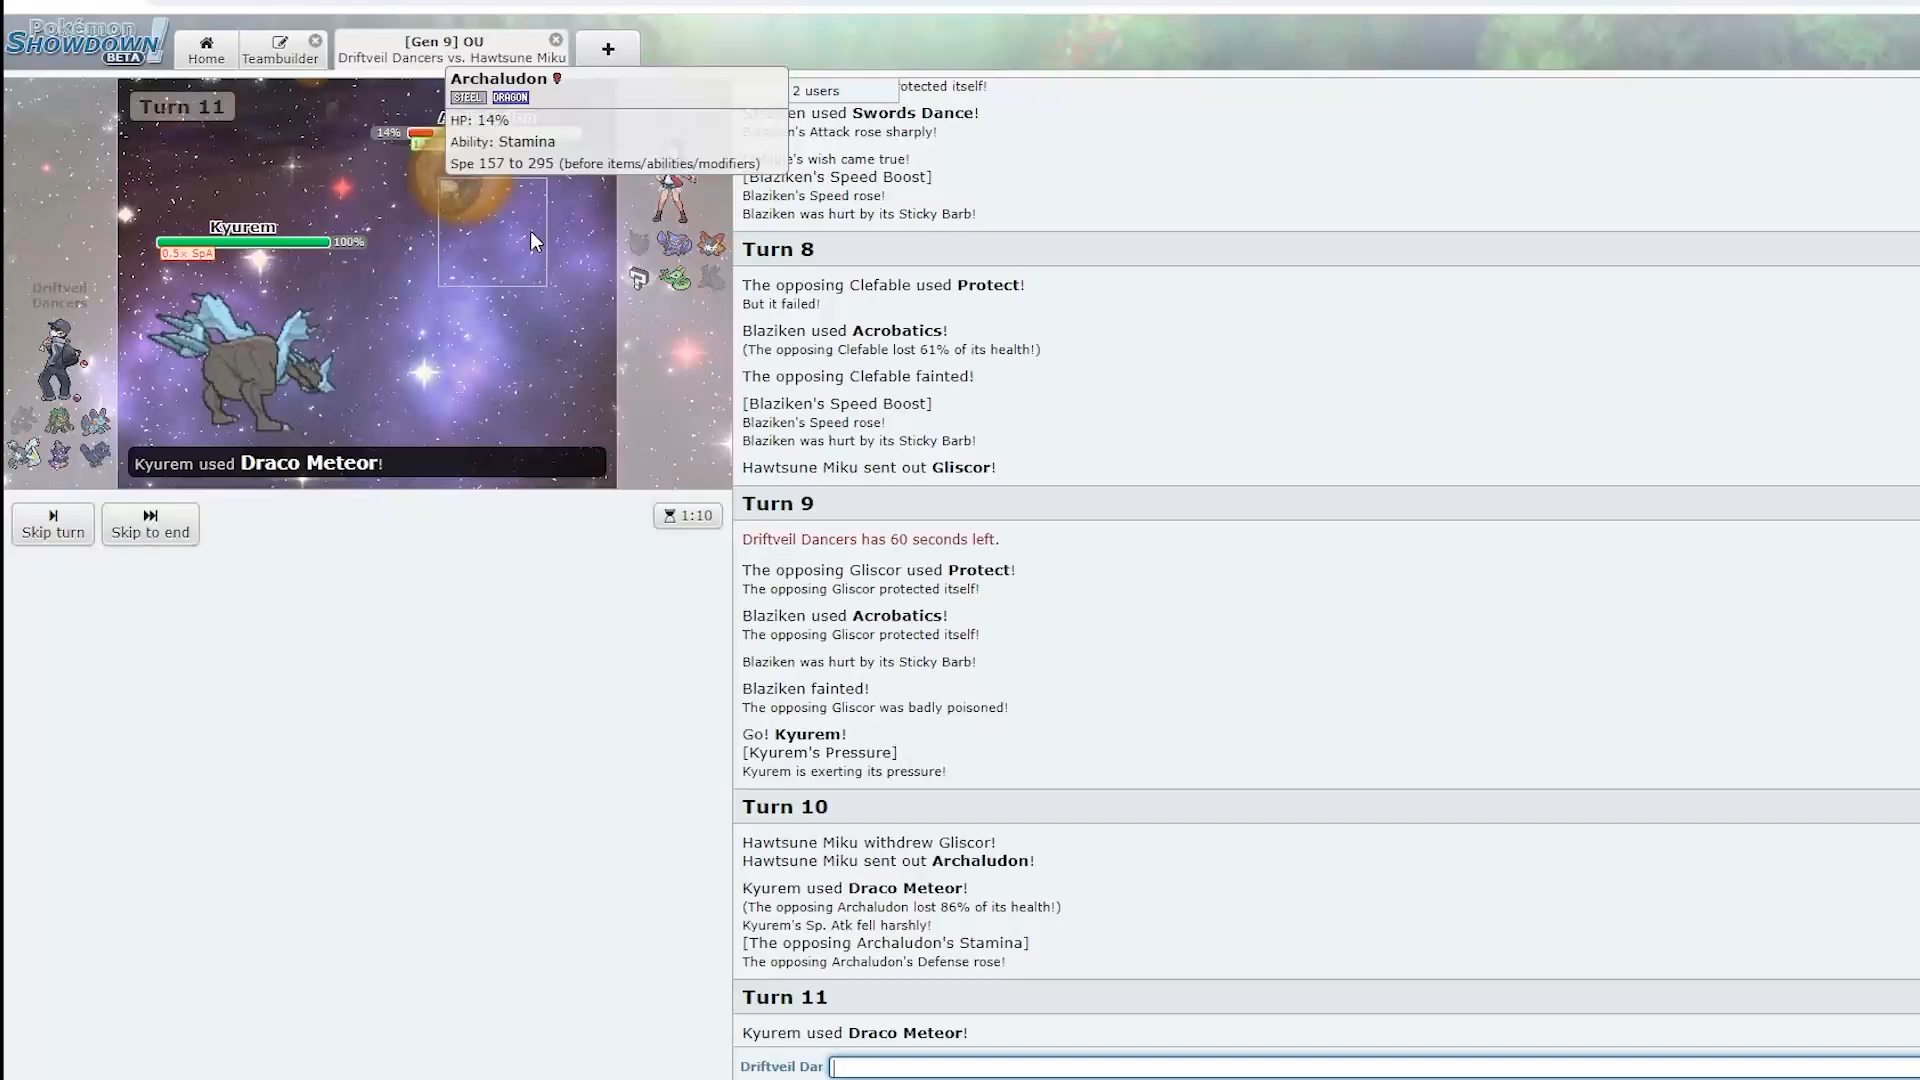 Pokémon
SHOWDOWN!
BETA
Home
Teambuilder
[Gen 9] OU
Driftveil Dancers vs. Hawtsune Miku
+
Turn 11
Archaludon
STEEL DRAGON
HP: 14%
Ability: Stamina
Spe 157 to 295 (before items/abilities/modifiers)
14%
Kyurem
100%
0.5x SpA
Driftveil
Dancers
Kyurem used Draco Meteor!
Skip turn
Skip to end
1:10
2 users
otected itself!
en used Swords Dance!
n's Attack rose sharply!
's wish came true!
[Blaziken's Speed Boost]
Blaziken's Speed rose!
Blaziken was hurt by its Sticky Barb!
Turn 8
The opposing Clefable used Protect!
But it failed!
Blaziken used Acrobatics!
(The opposing Clefable lost 61% of its health!)
The opposing Clefable fainted!
[Blaziken's Speed Boost]
Blaziken's Speed rose!
Blaziken was hurt by its Sticky Barb!
Hawtsune Miku sent out Gliscor!
Turn 9
Driftveil Dancers has 60 seconds left.
The opposing Gliscor used Protect!
The opposing Gliscor protected itself!
Blaziken used Acrobatics!
The opposing Gliscor protected itself!
Blaziken was hurt by its Sticky Barb!
Blaziken fainted!
The opposing Gliscor was badly poisoned!
Go! Kyurem!
[Kyurem's Pressure]
Kyurem is exerting its pressure!
Turn 10
Hawtsune Miku withdrew Gliscor!
Hawtsune Miku sent out Archaludon!
Kyurem used Draco Meteor!
(The opposing Archaludon lost 86% of its health!)
Kyurem's Sp. Atk fell harshly!
[The opposing Archaludon's Stamina]
The opposing Archaludon's Defense rose!
Turn 11
Kyurem used Draco Meteor!
Driftveil Dar